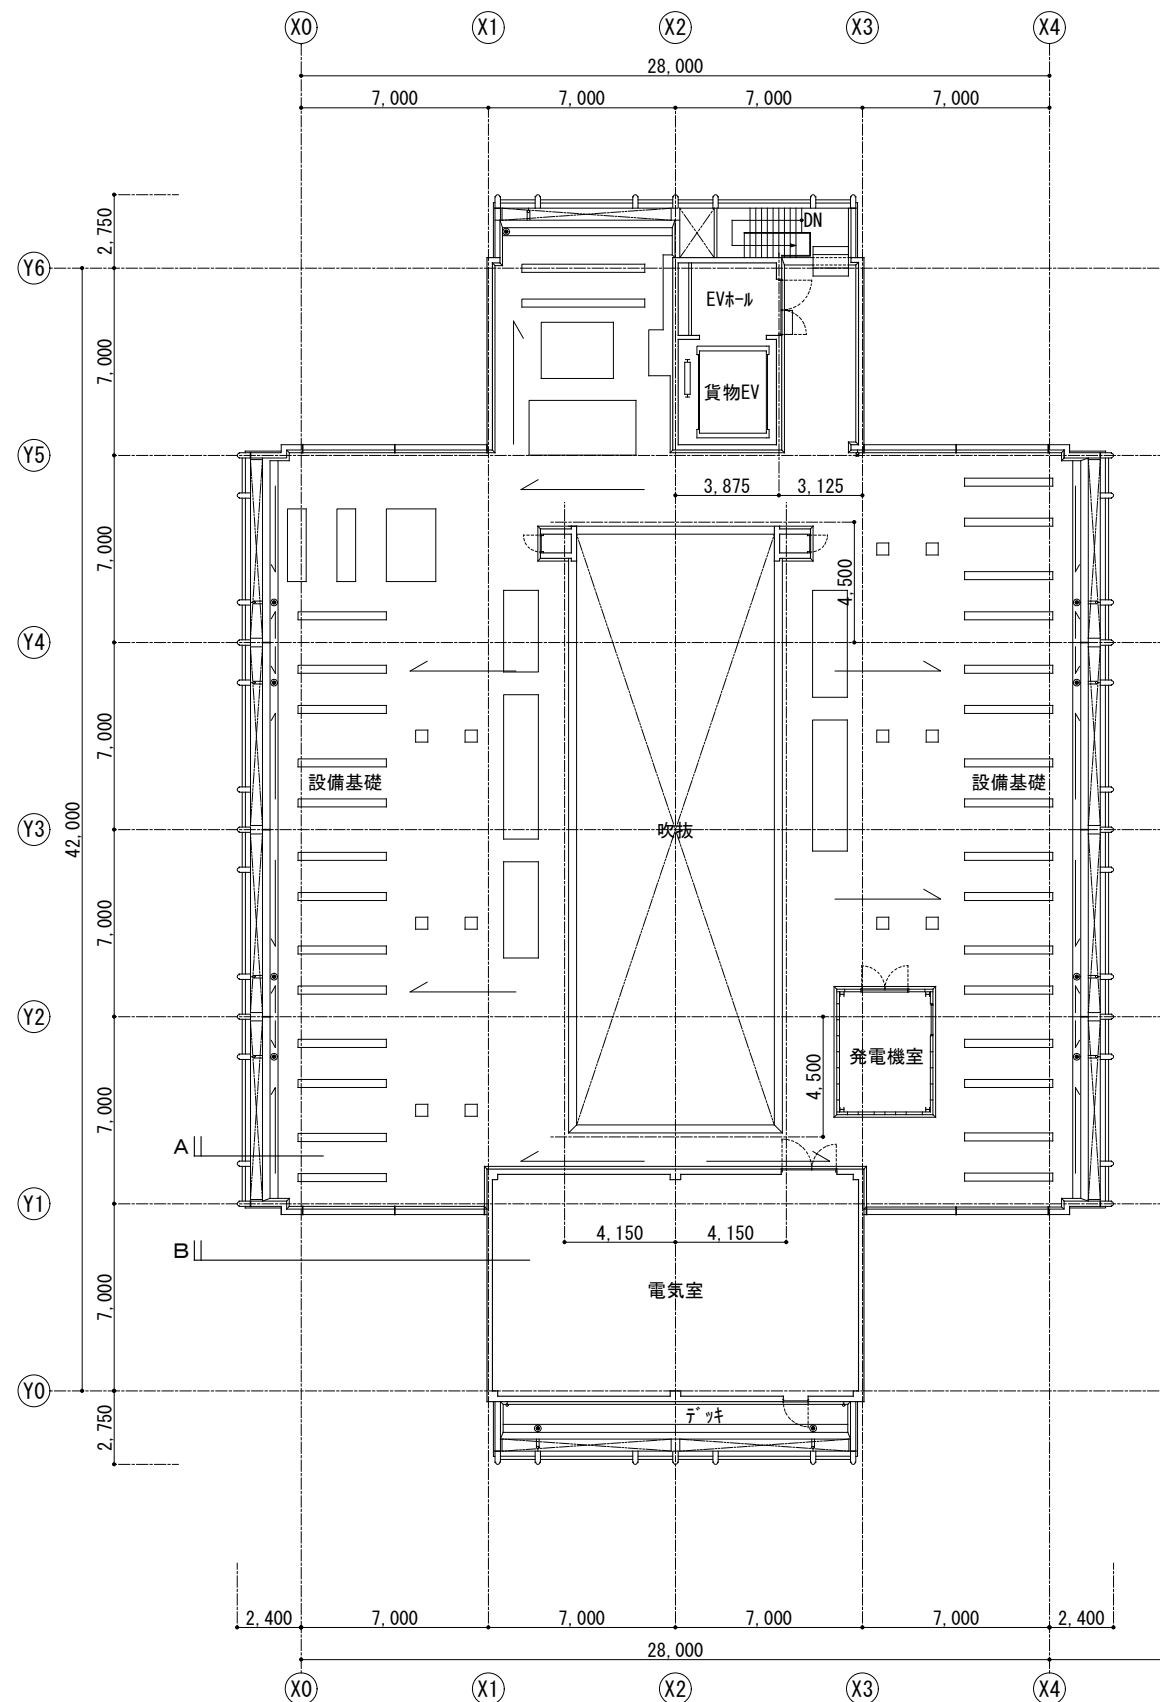 X0 X1 X2 X3 X4
28,000
7,000 7,000 7,000 7,000
2,750
DN
Y6
EVホール
7,000
貨物EV
Y5
3,875 3,125
7,000
4,500
Y4
7,000
設備基礎 設備基礎
42,000
Y3
吹抜
7,000
Y2
発電機室
4,500
7,000
A
Y1
4,150 4,150
B
電気室
7,000
Y0
デッキ
2,750
2,400 7,000 7,000 7,000 7,000 2,400
28,000
X0 X1 X2 X3 X4